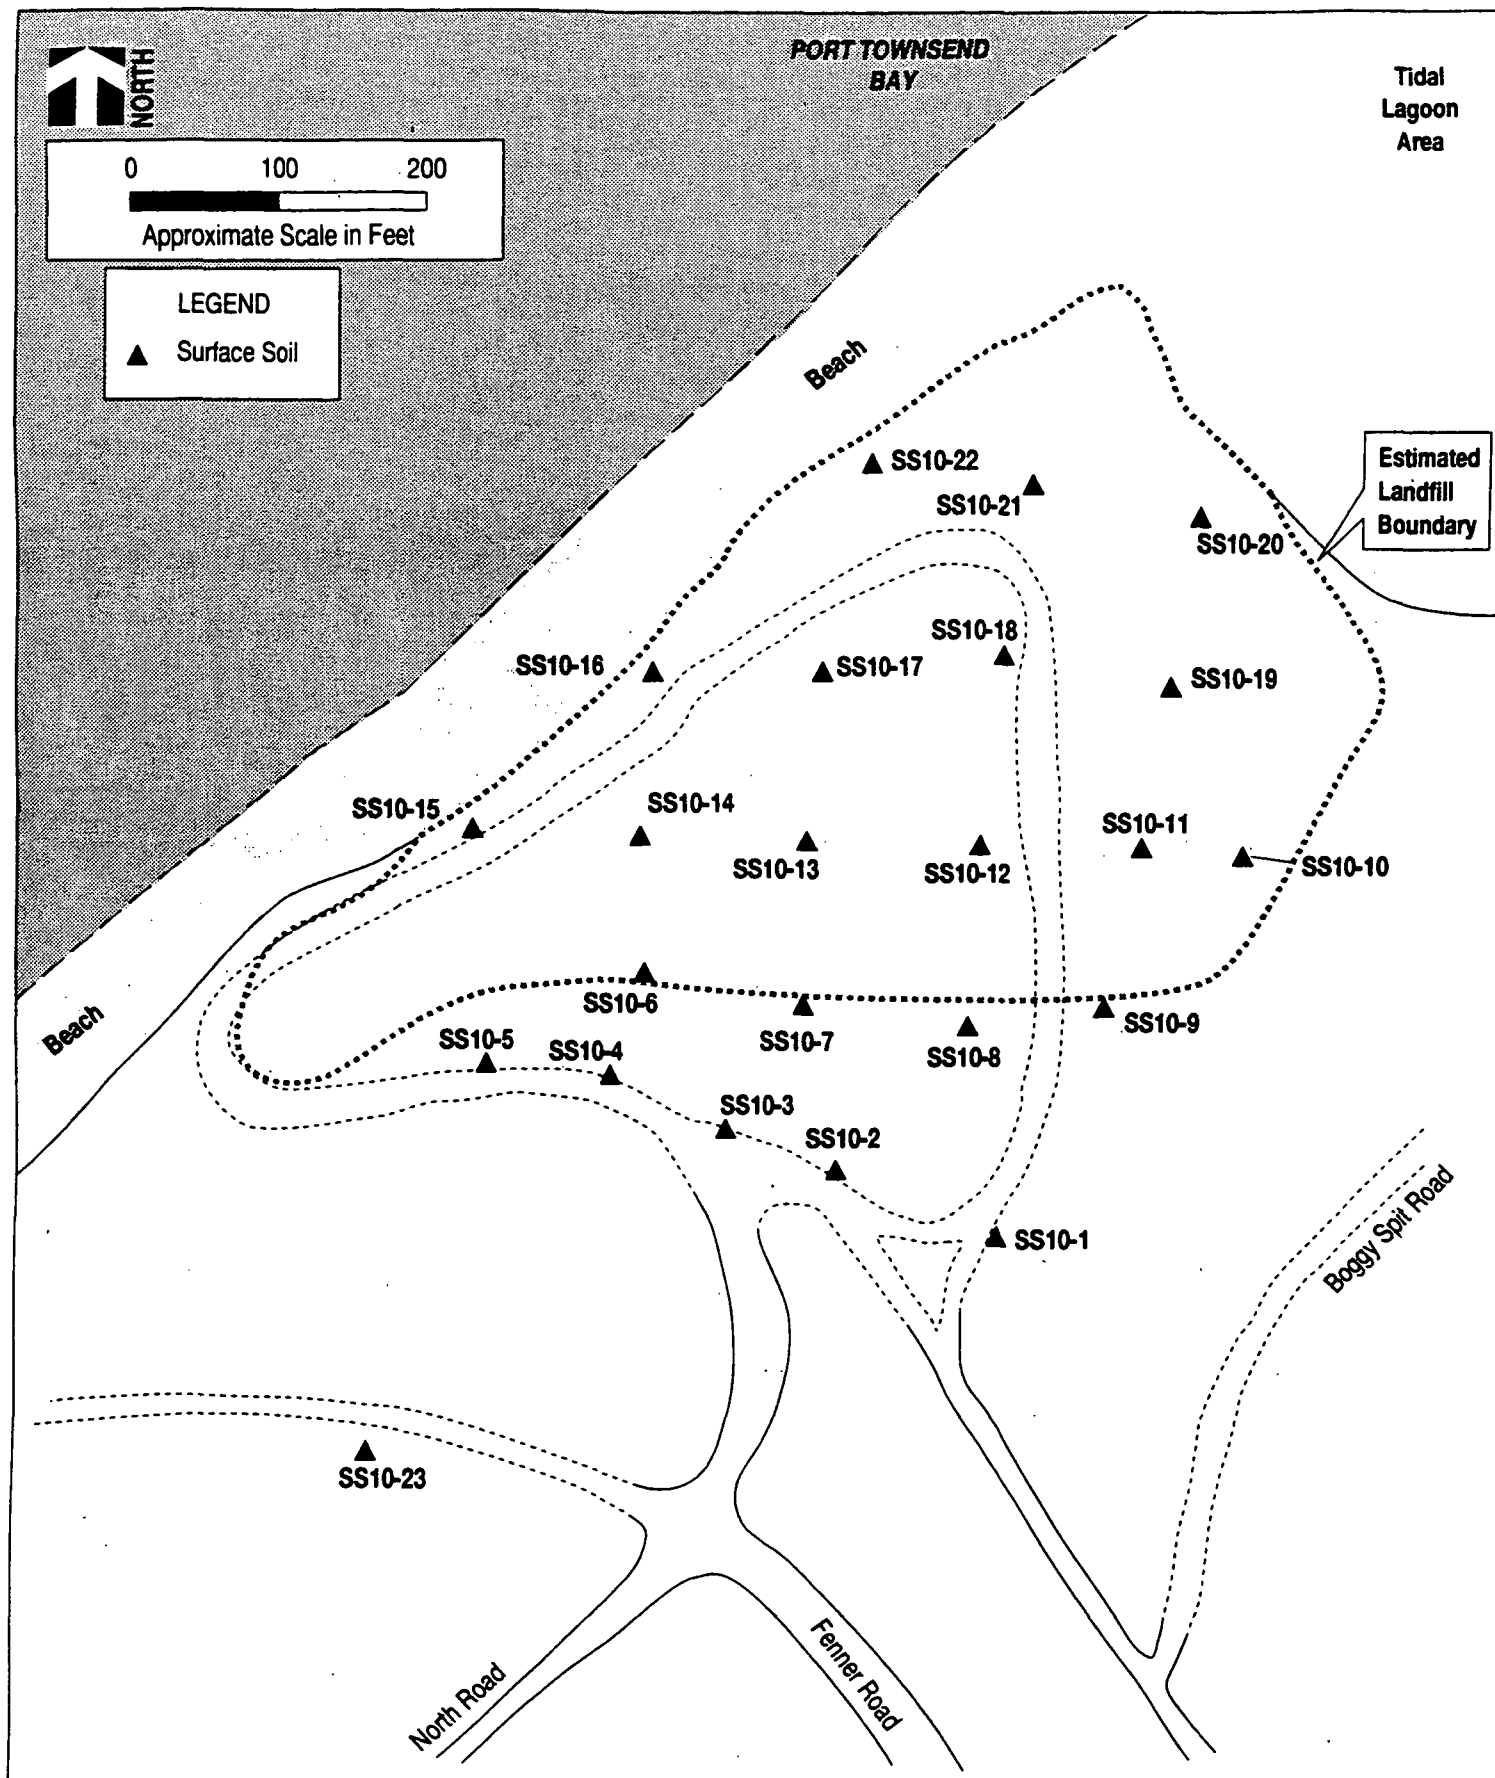 NORTH
PORT TOWNSEND
BAY
Tidal
Lagoon
Area
0 100 200
Approximate Scale in Feet
LEGEND
Surface Soil
Beach
Estimated
Landfill
Boundary
SS10-22
SS10-21
SS10-20
SS10-18
SS10-16
SS10-17
SS10-19
SS10-15
SS10-14
SS10-11
SS10-13
SS10-12
SS10-10
SS10-6
SS10-9
Beach
SS10-5
SS10-4
SS10-7
SS10-8
SS10-3
SS10-2
SS10-1
Boggy Spit Road
SS10-23
North Road
Fenner Road